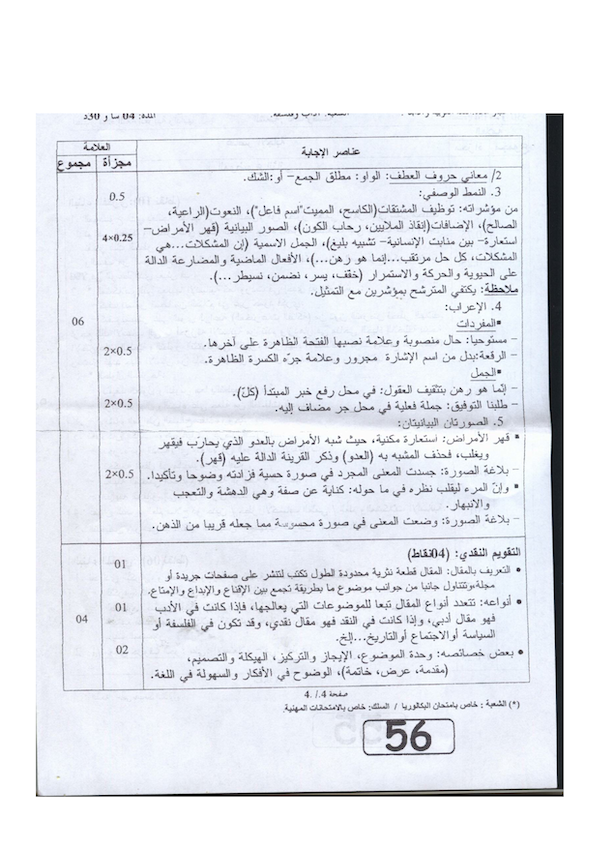 المدة: 04 سا و 30د
العلامة
عناصر الإجابة
مجموع
مجزأة
2/ معاني حروف العطف: الواو: مطلق الجمع– أو:الشك.
0.5
3. النمط الوصفي:
من مؤشراته: توظيف المشتقات(الكاسح، المميت"اسم فاعل")، النعوت(الراعية،
الصالح)، الإضافات(إنقاذ الملايين، رحاب الكون)، الصور البيانية (قهر الأمراض–
4×0.25
استعارة– بين منابت الإنسانية– تشبيه بليغ)، الجمل الاسمية (إن المشكلات...هي
المشكلات، كل حل مرتقب...إنما هو رهن...)، الأفعال الماضية والمضارعة الدالة
على الحيوية والحركة والاستمرار (خفّف، يسر، نضمن، نسيطر...).
ملاحظة: يكتفي المترشح بمؤشرين مع التمثيل.
4. الإعراب:
06
▪المفردات
– مستوحيا: حال منصوبة وعلامة نصبها الفتحة الظاهرة على آخرها.
2×0.5
– الرقعة:بدل من اسم الإشارة مجرور وعلامة جرّه الكسرة الظاهرة.
▪الجمل
– إنّما هو رهن بتثقيف العقول: في محل رفع خبر المبتدأ (كلّ).
2×0.5
– طلبنا التوفيق: جملة فعلية في محل جر مضاف إليه.
5. الصورتان البيانيتان:
▪ قهر الأمراض: استعارة مكنية، حيث شبه الأمراض بالعدو الذي يحارَب فيقهر
ويغلب، فحذف المشبه به (العدو) وذكر القرينة الدالة عليه (قهر).
2×0.5
– بلاغة الصورة: جسدت المعنى المجرد في صورة حسية فزادته وضوحا وتأكيدا.
▪ وإنّ المرء ليقلب نظره في ما حوله: كناية عن صفة وهي الدهشة والتعجب
والانبهار.
– بلاغة الصورة: وضعت المعنى في صورة محسوسة مما جعله قريبا من الذهن.
التقويم النقدي: (04نقاط)
01
• التعريف بالمقال: المقال قطعة نثرية محدودة الطول تكتب لتنشر على صفحات جريدة أو
مجلة،وتتناول جانبا من جوانب موضوع ما بطريقة تجمع بين الإقناع والإبداع والإمتاع.
01
• أنواعه: تتعدد أنواع المقال تبعا للموضوعات التي يعالجها، فإذا كانت في الأدب
04
فهو مقال أدبي، وإذا كانت في النقد فهو مقال نقدي، وقد تكون في الفلسفة أو
السياسة أوالاجتماع أوالتاريخ...إلخ.
02
• بعض خصائصه: وحدة الموضوع، الإيجاز والتركيز، الهيكلة والتصميم،
(مقدمة، عرض، خاتمة)، الوضوح في الأفكار والسهولة في اللغة.
صفحة 4./ 4
(*) الشعبة : خاص بامتحان البكالوريا / السلك: خاص بالامتحانات المهنية.
56